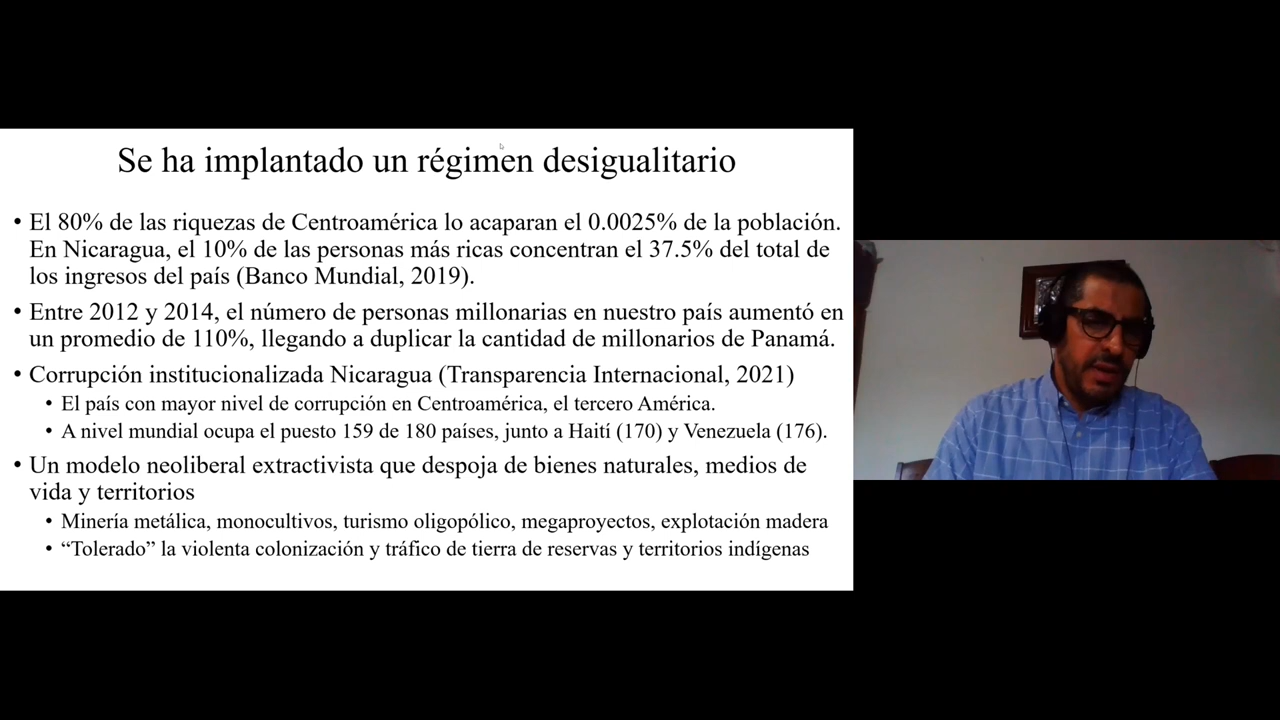 Se ha implantado un régimen desigualitario
• El 80% de las riquezas de Centroamérica lo acaparan el 0.0025% de la población.
En Nicaragua, el 10% de las personas más ricas concentran el 37.5% del total de
los ingresos del país (Banco Mundial, 2019).
• Entre 2012 y 2014, el número de personas millonarias en nuestro país aumentó en
un promedio de 110%, llegando a duplicar la cantidad de millonarios de Panamá.
• Corrupción institucionalizada Nicaragua (Transparencia Internacional, 2021)
• El país con mayor nivel de corrupción en Centroamérica, el tercero América.
• A nivel mundial ocupa el puesto 159 de 180 países, junto a Haití (170) y Venezuela (176).
• Un modelo neoliberal extractivista que despoja de bienes naturales, medios de
vida y territorios
• Minería metálica, monocultivos, turismo oligopólico, megaproyectos, explotación madera
• “Tolerado” la violenta colonización y tráfico de tierra de reservas y territorios indígenas